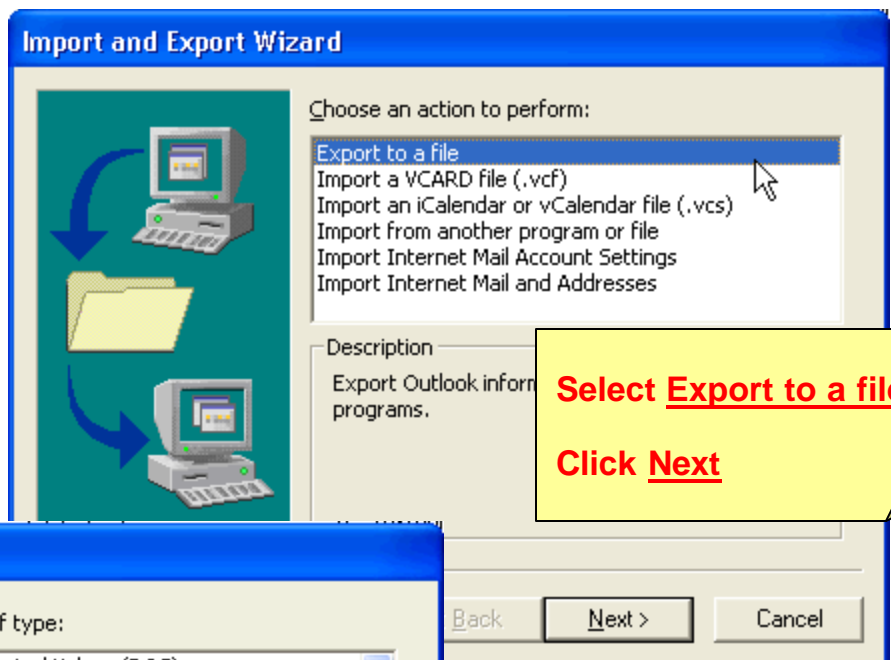 Import and Export Wizard
Choose an action to perform:
Export to a file
Import a VCARD file (.vcf)
Import an iCalendar or vCalendar file (.vcs)
Import from another program or file
Import Internet Mail Account Settings
Import Internet Mail and Addresses
Description
Export Outlook
programs.
Select Export to a file
Click Next
type:
Back
Next >
Cancel